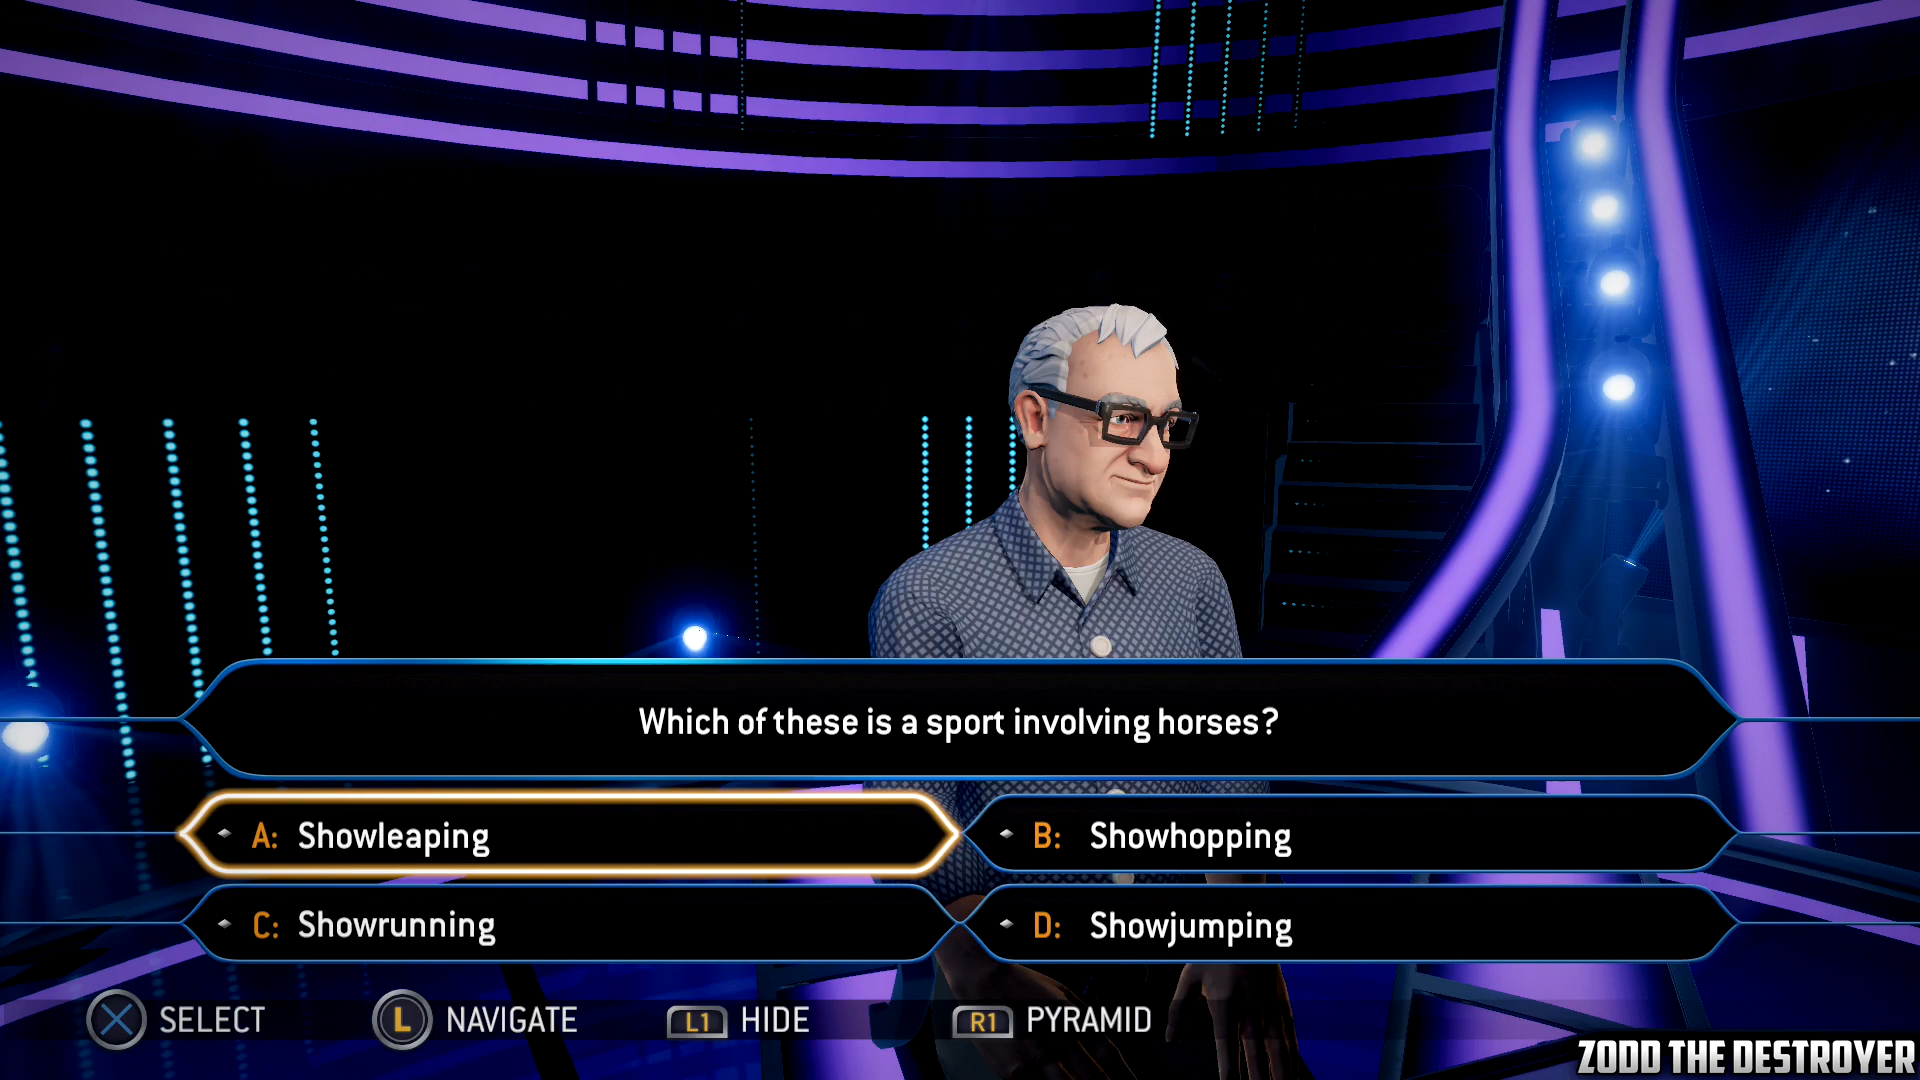 Which of these is a sport involving horses?
A: Showleaping
B: Showhopping
C: Showrunning
D: Showjumping
SELECT
L NAVIGATE
L1 HIDE
R1 PYRAMID
ZODD THE DESTROYER